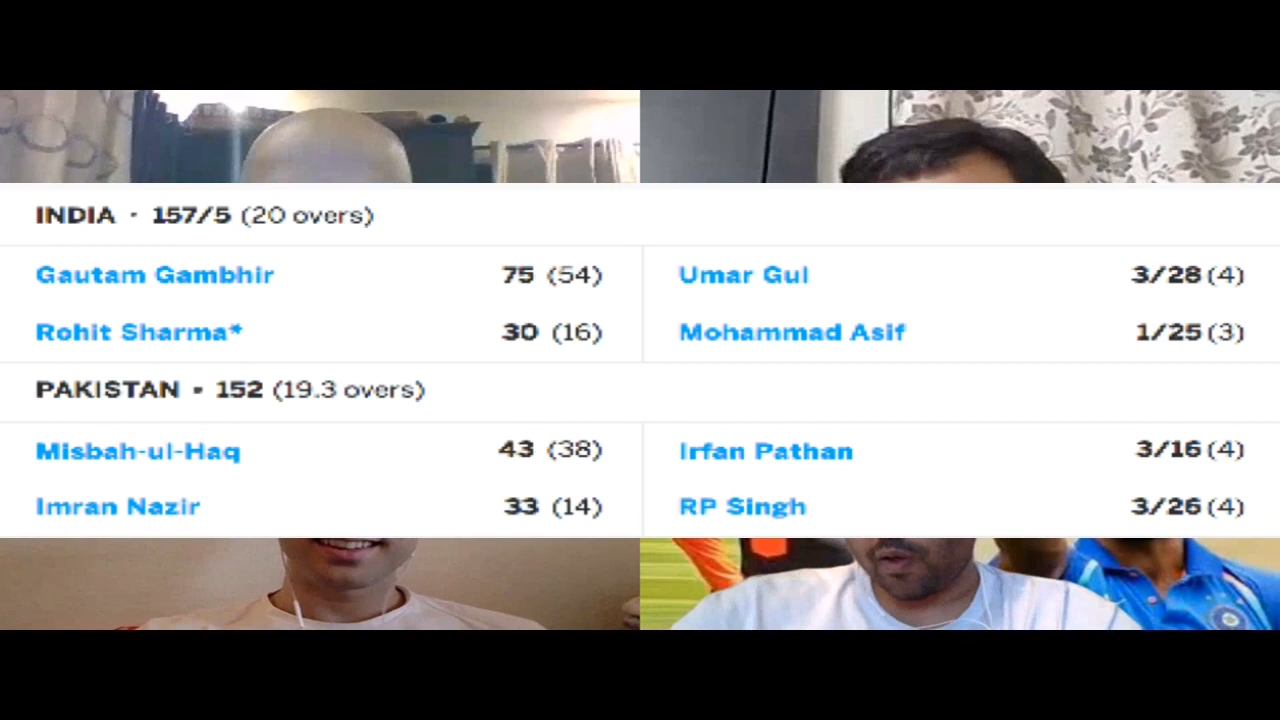 INDIA · 157/5 (20 overs)
Gautam Gambhir 75 (54) Umar Gul 3/28 (4)
Rohit Sharma* 30 (16) Mohammad Asif 1/25 (3)
PAKISTAN · 152 (19.3 overs)
Misbah-ul-Haq 43 (38) Irfan Pathan 3/16 (4)
Imran Nazir 33 (14) RP Singh 3/26 (4)